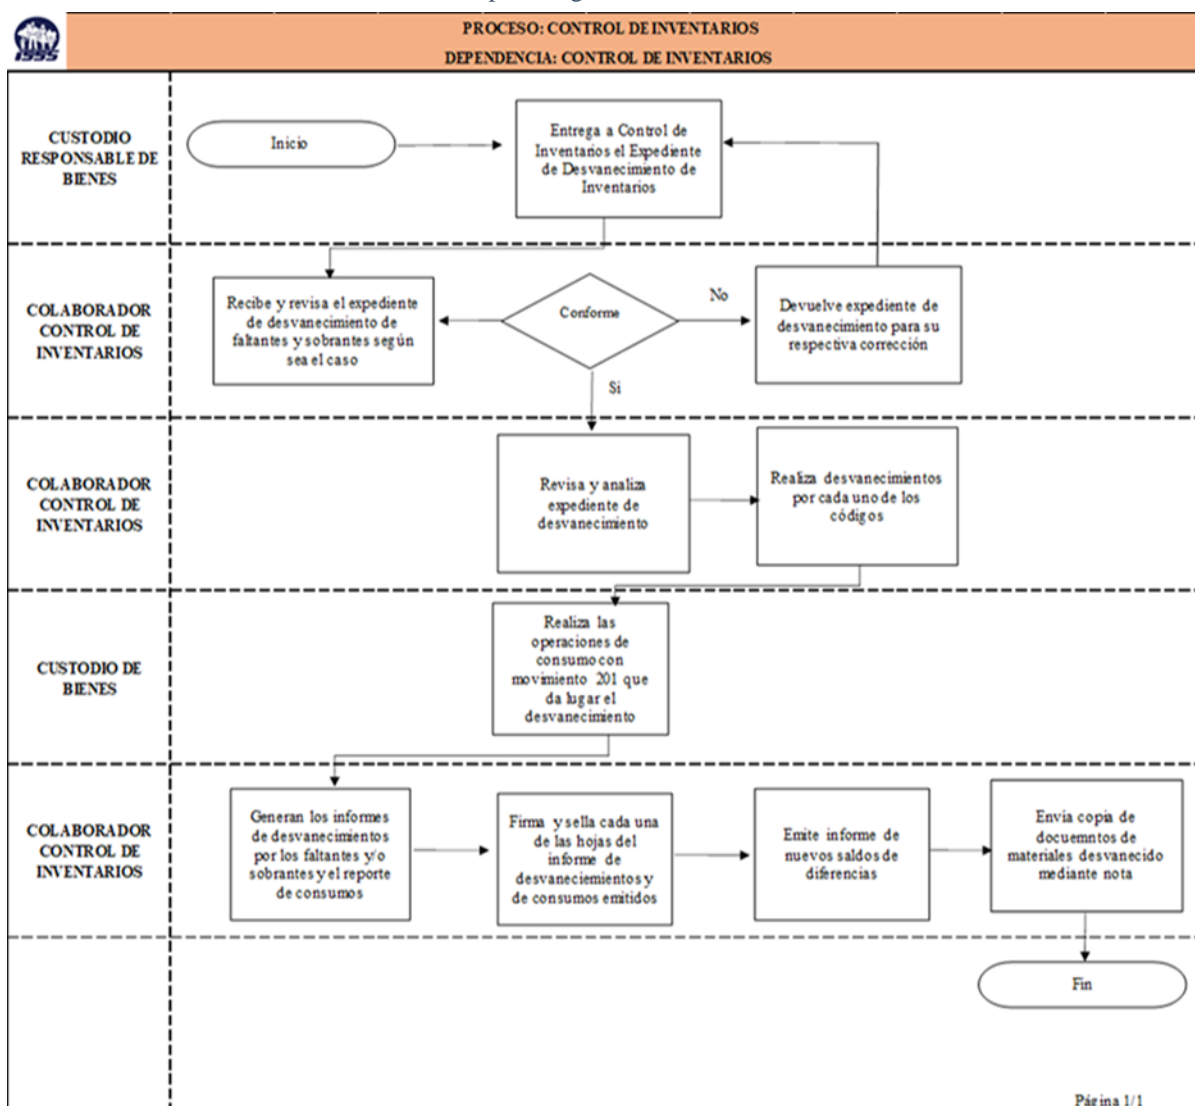 PROCESO: CONTROL DE INVENTARIOS
DEPENDENCIA: CONTROL DE INVENTARIOS
CUSTODIO
RESPONSABLE DE
BIENES
Inicio
Entrega a Control de
Inventarios el Expediente
de Desvanecimiento de
Inventarios
COLABORADOR
CONTROL DE
INVENTARIOS
Recibe y revisa el expediente
de desvanecimiento de
faltantes y sobrantes según
sea el caso
Conforme
No
Si
Devuelve expediente de
desvanecimiento para su
respectiva corrección
COLABORADOR
CONTROL DE
INVENTARIOS
Revisa y analiza
expediente de
desvanecimiento
Realiza desvanecimientos
por cada uno de los
códigos
CUSTODIO DE
BIENES
Realiza las
operaciones de
consumo con
movimiento 201 que
da lugar el
desvanecimiento
COLABORADOR
CONTROL DE
INVENTARIOS
Generan los informes
de desvanecimientos
por los faltantes y/o
sobrantes y el reporte
de consumos
Firma y sella cada una
de las hojas del
informe de
desvaneciemientos y
de consumos emitidos
Emite informe de
nuevos saldos de
diferencias
Envía copia de
docuemntos de
materiales desvanecido
mediante nota
Fin
Página 1/1